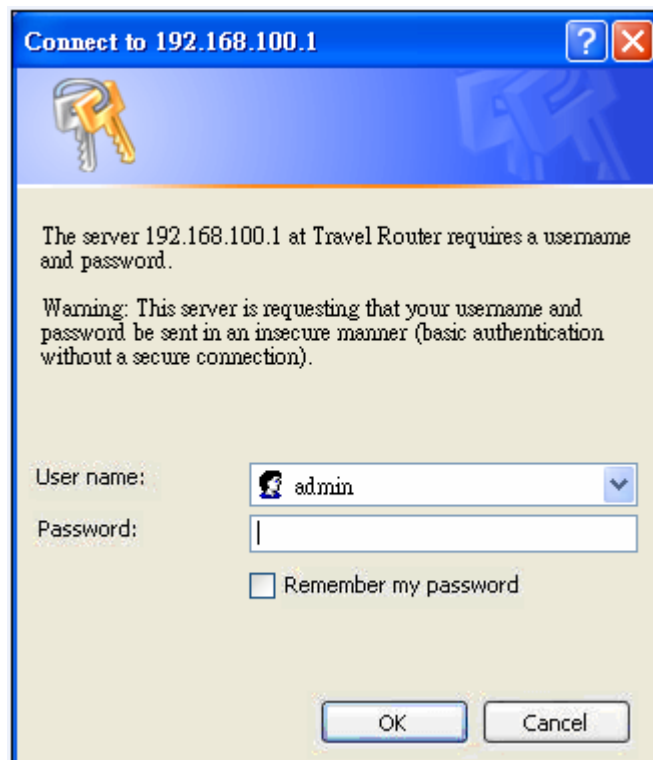 Connect to 192.168.100.1
The server 192.168.100.1 at Travel Router requires a username
and password.
Warning: This server is requesting that your username and
password be sent in an insecure manner (basic authentication
without a secure connection).
User name:
admin
Password:
Remember my password
OK
Cancel